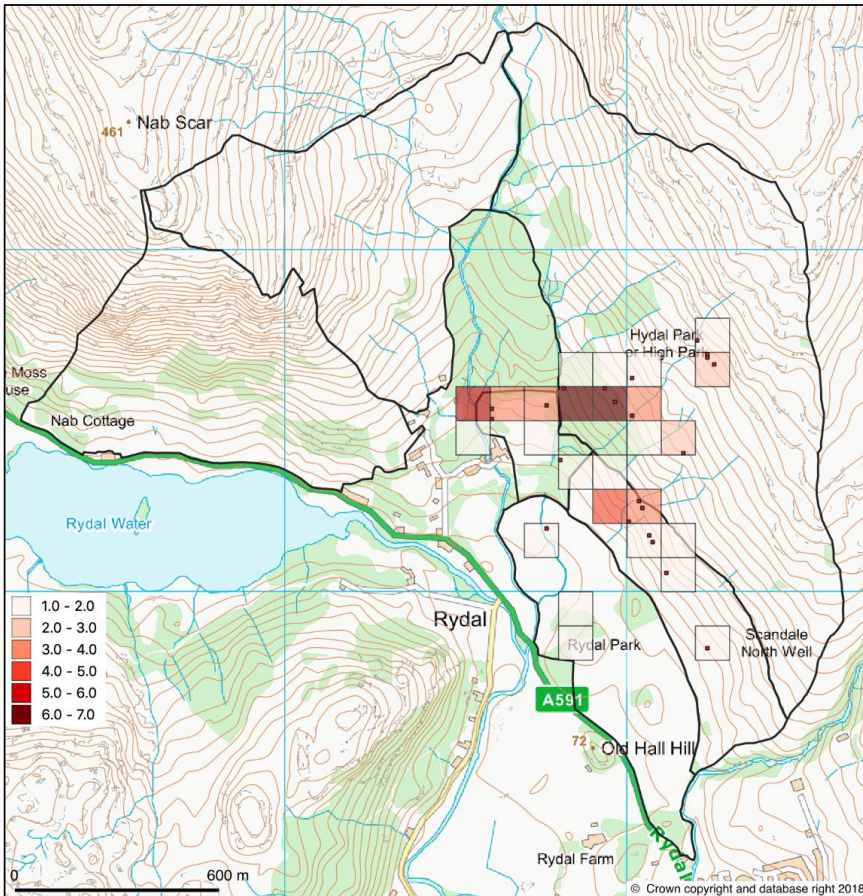 Nab Scar
461
Hydal Park
or High Park
Moss
use
Nab Cottage
Rydal Water
1.0 - 2.0
2.0 - 3.0
3.0 - 4.0
4.0 - 5.0
5.0 - 6.0
6.0 - 7.0
Rydal
Rydal Park
Scandale
North Well
A591
72
Old Hall Hill
Rydal Farm
Rydal
0
600 m
© Crown copyright and database right 2018